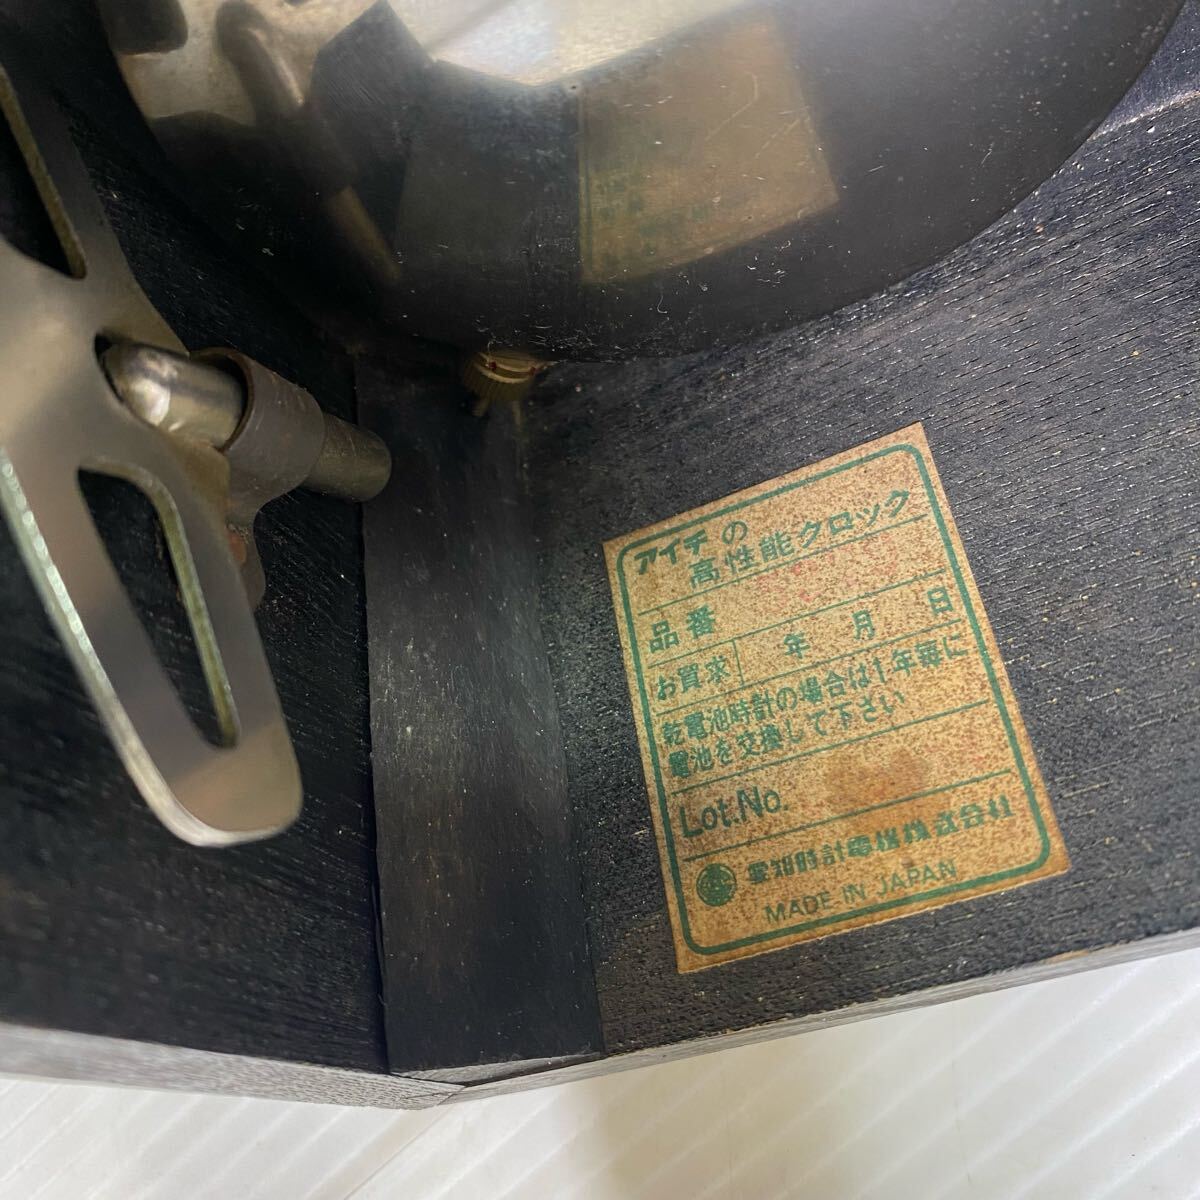 アイチの
高性能クロック
品番
お買求 年 月 日
乾電池時計の場合は1年毎に
電池を交換して下さい
Lot.No.
愛知時計電機株式会社
MADE IN JAPAN